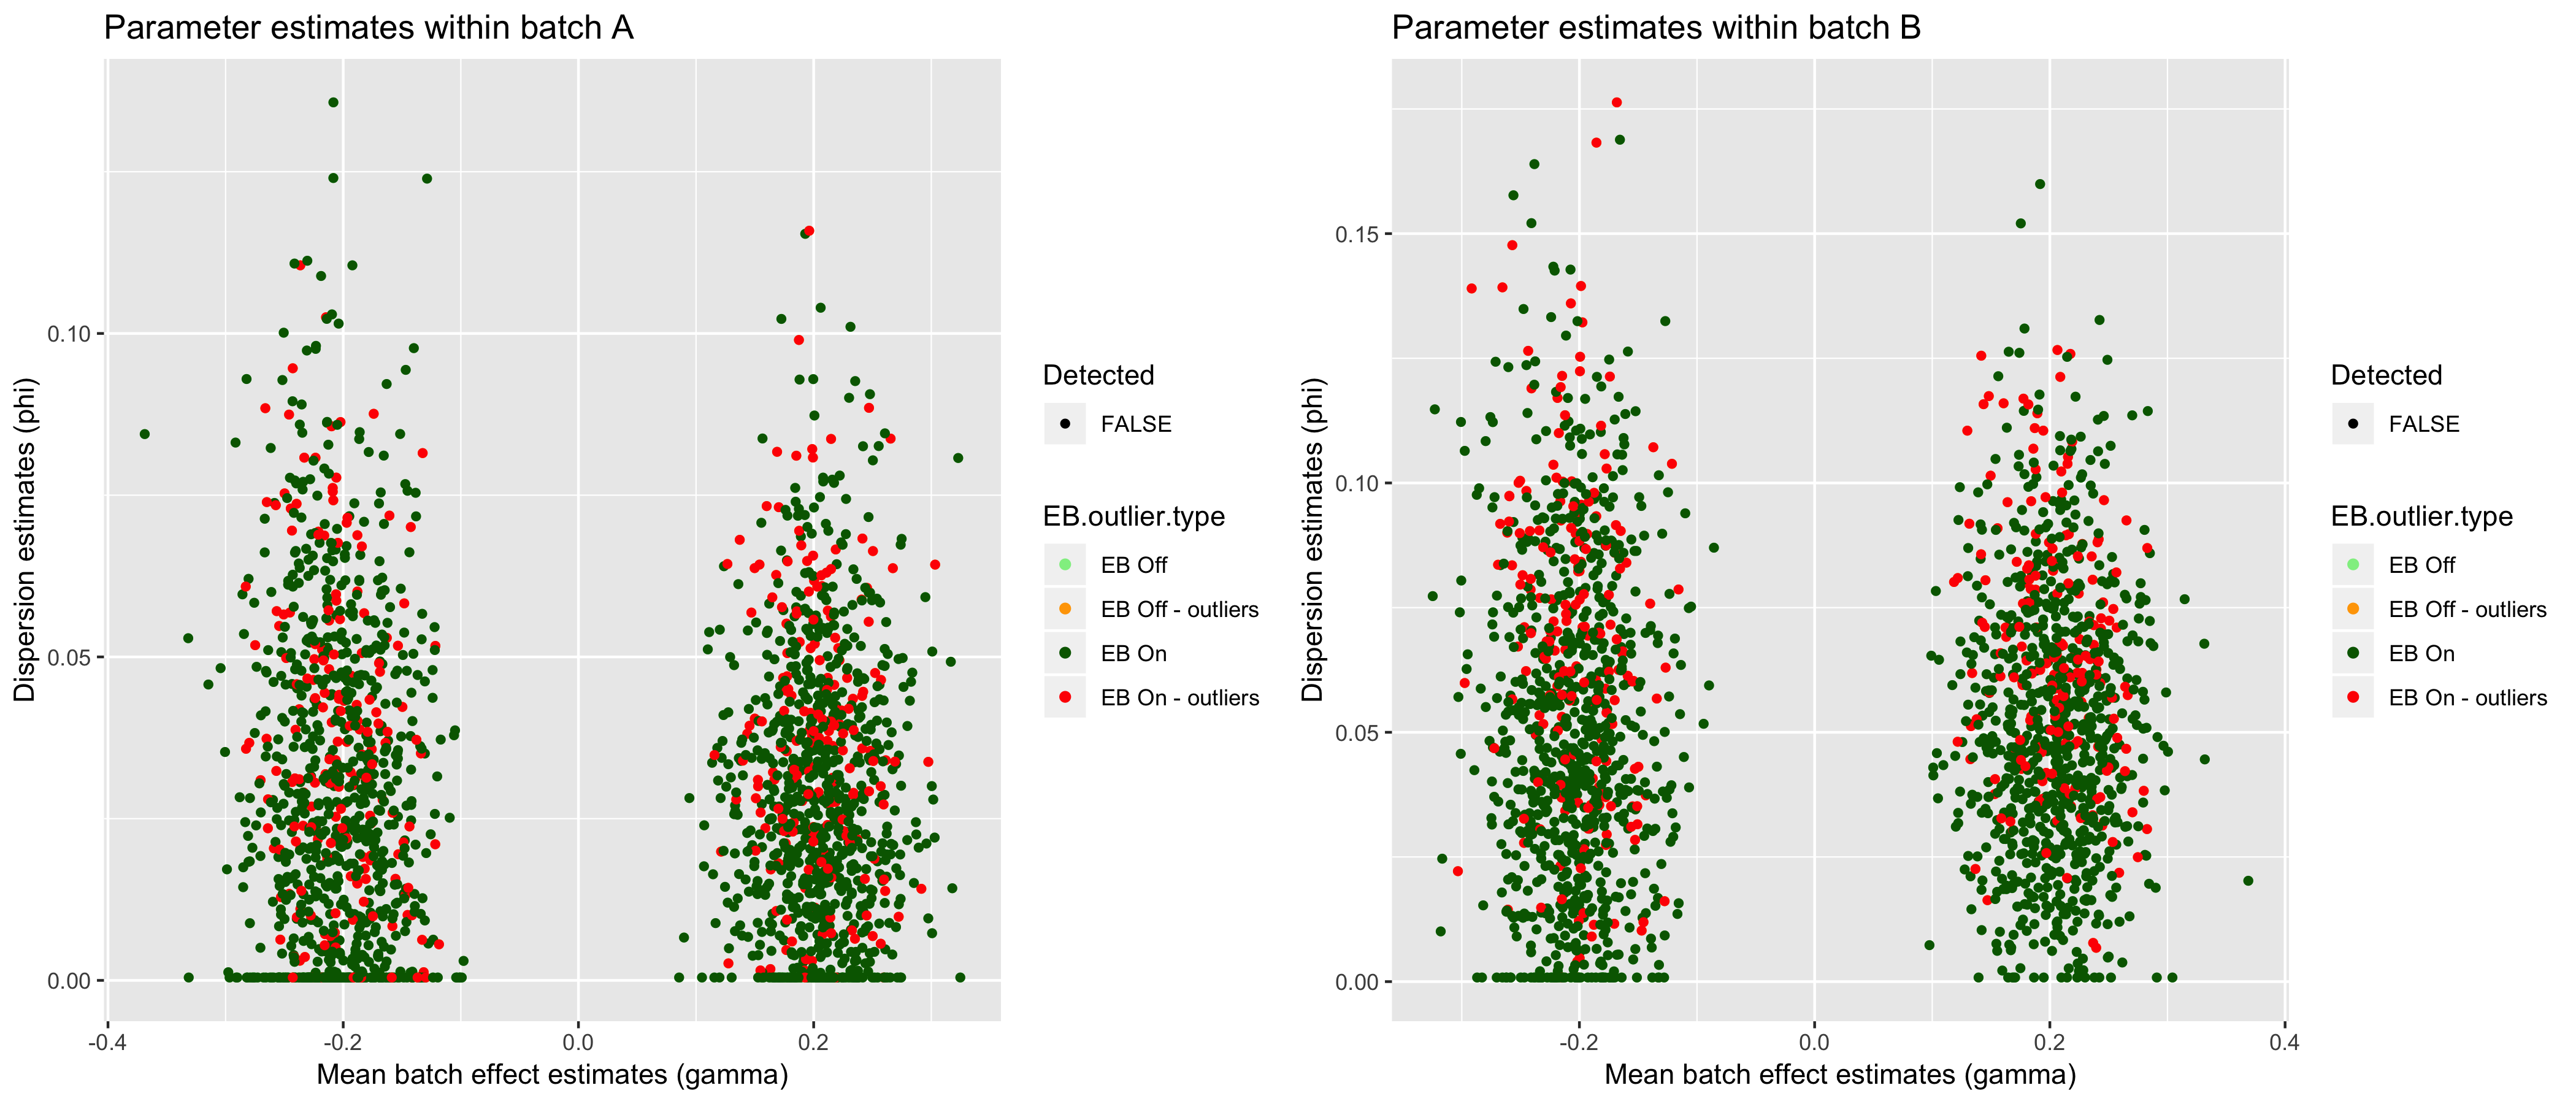 Parameter estimates within batch A
Dispersion estimates (phi)
0.10
0.05
0.00
-0.4
-0.2
0.0
0.2
Mean batch effect estimates (gamma)
Detected
FALSE
EB.outlier.type
EB Off
EB Off - outliers
EB On
EB On - outliers
Parameter estimates within batch B
Dispersion estimates (phi)
0.15
0.10
0.05
0.00
-0.2
0.0
0.2
0.4
Mean batch effect estimates (gamma)
Detected
FALSE
EB.outlier.type
EB Off
EB Off - outliers
EB On
EB On - outliers